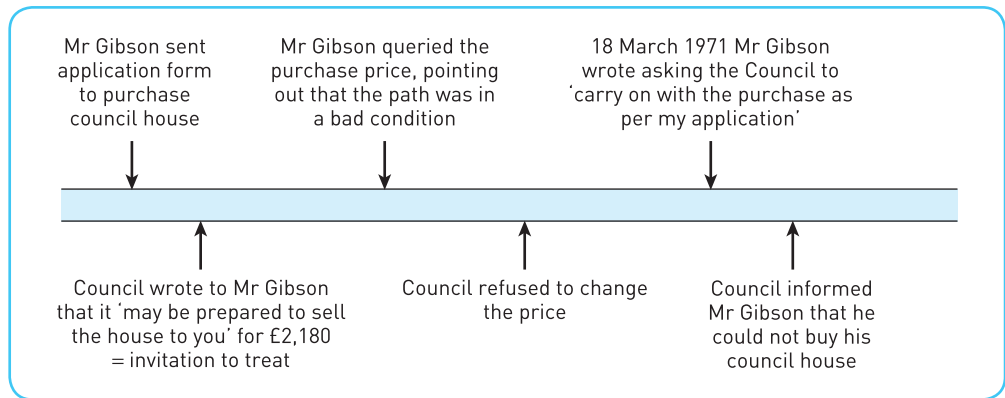 Mr Gibson sent
application form
to purchase
council house
Mr Gibson queried the
purchase price, pointing
out that the path was in
a bad condition
18 March 1971 Mr Gibson
wrote asking the Council to
‘carry on with the purchase as
per my application’
Council wrote to Mr Gibson
that it ‘may be prepared to sell
the house to you’ for £2,180
= invitation to treat
Council refused to change
the price
Council informed
Mr Gibson that he
could not buy his
council house